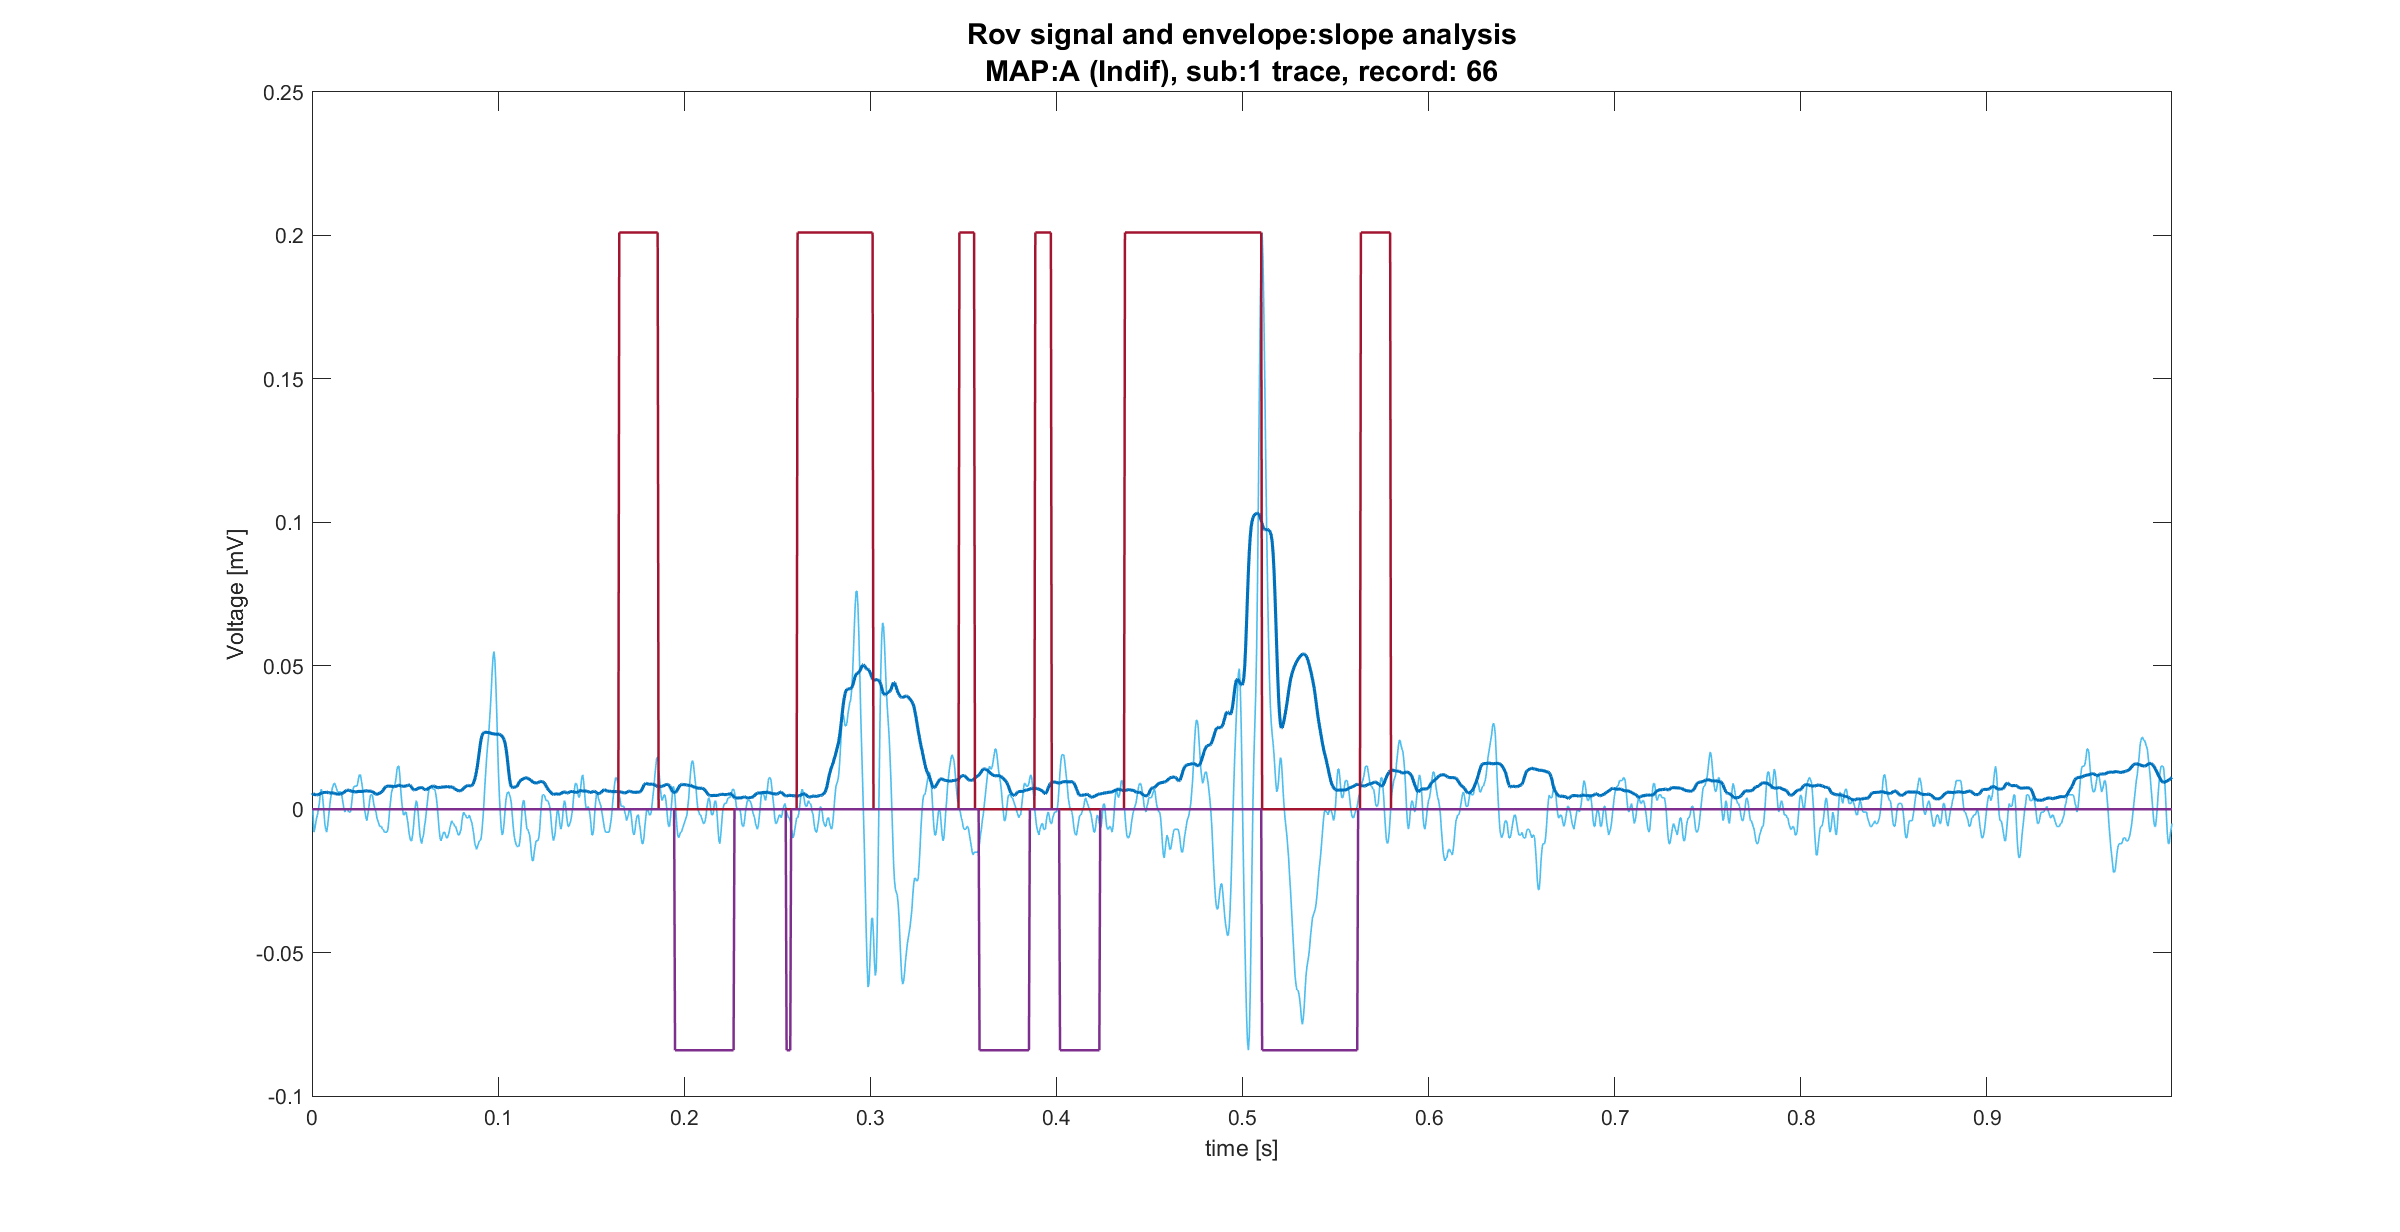 Rov signal and envelope:slope analysis
MAP:A (Indif), sub:1 trace, record: 66
0.25
0.2
0.15
0.1
0.05
0
-0.05
-0.1
Voltage [mV]
0 0.1 0.2 0.3 0.4 0.5 0.6 0.7 0.8 0.9
time [s]